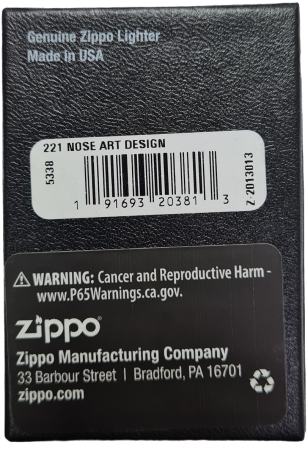 Genuine Zippo Lighter
Made in USA
221 NOSE ART DESIGN
5338
1 91693 20381 3
Z-2013013
WARNING: Cancer and Reproductive Harm -
www.P65Warnings.ca.gov.
zippo®
Zippo Manufacturing Company
33 Barbour Street | Bradford, PA 16701
zippo.com